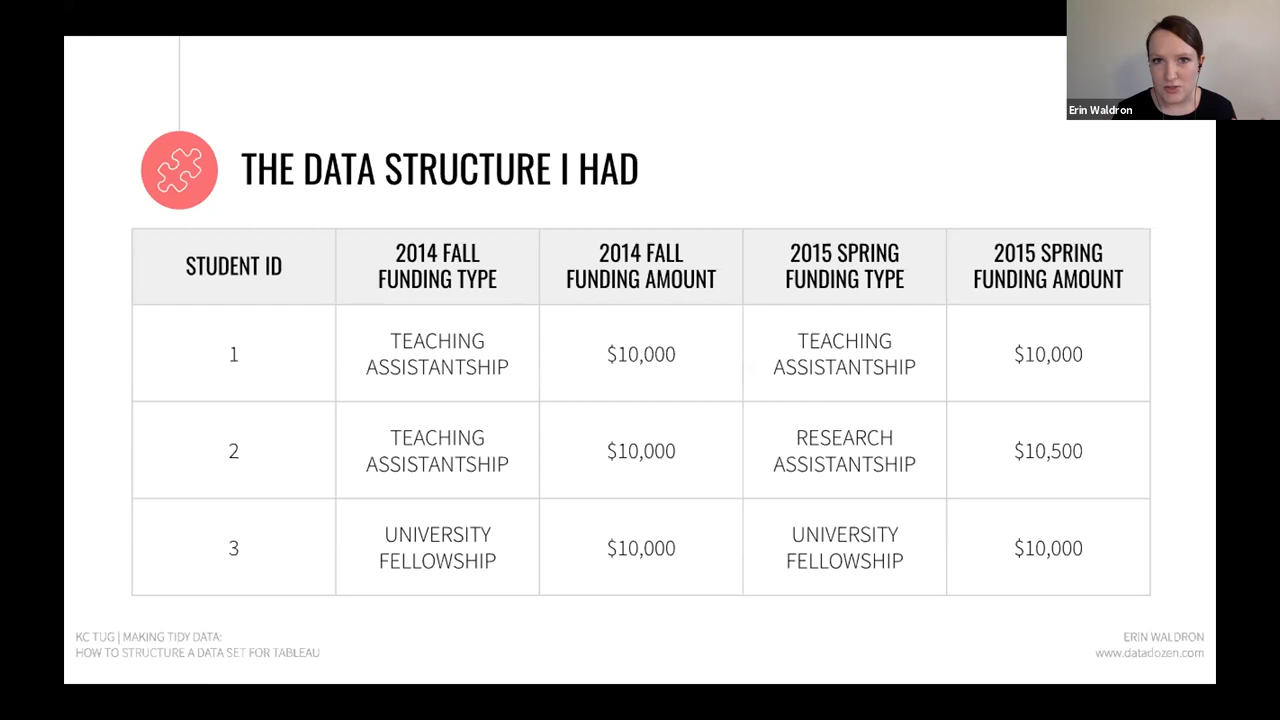 Erin Waldron
THE DATA STRUCTURE I HAD
STUDENT ID
2014 FALL
FUNDING TYPE
2014 FALL
FUNDING AMOUNT
2015 SPRING
FUNDING TYPE
2015 SPRING
FUNDING AMOUNT
1
TEACHING
ASSISTANTSHIP
$10,000
TEACHING
ASSISTANTSHIP
$10,000
2
TEACHING
ASSISTANTSHIP
$10,000
RESEARCH
ASSISTANTSHIP
$10,500
3
UNIVERSITY
FELLOWSHIP
$10,000
UNIVERSITY
FELLOWSHIP
$10,000
KC TUG | MAKING TIDY DATA:
HOW TO STRUCTURE A DATA SET FOR TABLEAU
ERIN WALDRON
www.datadozen.com